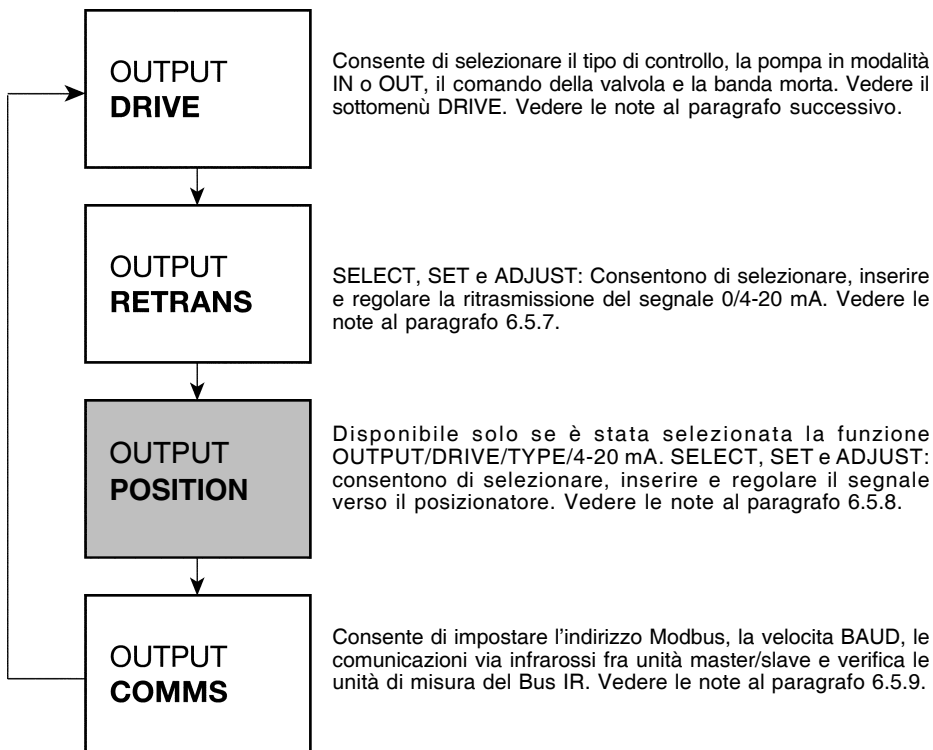 OUTPUT
DRIVE
Consente di selezionare il tipo di controllo, la pompa in modalità
IN o OUT, il comando della valvola e la banda morta. Vedere il
sottomenù DRIVE. Vedere le note al paragrafo successivo.
OUTPUT
RETRANS
SELECT, SET e ADJUST: Consentono di selezionare, inserire
e regolare la ritrasmissione del segnale 0/4-20 mA. Vedere le
note al paragrafo 6.5.7.
OUTPUT
POSITION
Disponibile solo se è stata selezionata la funzione
OUTPUT/DRIVE/TYPE/4-20 mA. SELECT, SET e ADJUST:
consentono di selezionare, inserire e regolare il segnale
verso il posizionatore. Vedere le note al paragrafo 6.5.8.
OUTPUT
COMMS
Consente di impostare l'indirizzo Modbus, la velocita BAUD, le
comunicazioni via infrarossi fra unità master/slave e verifica le
unità di misura del Bus IR. Vedere le note al paragrafo 6.5.9.